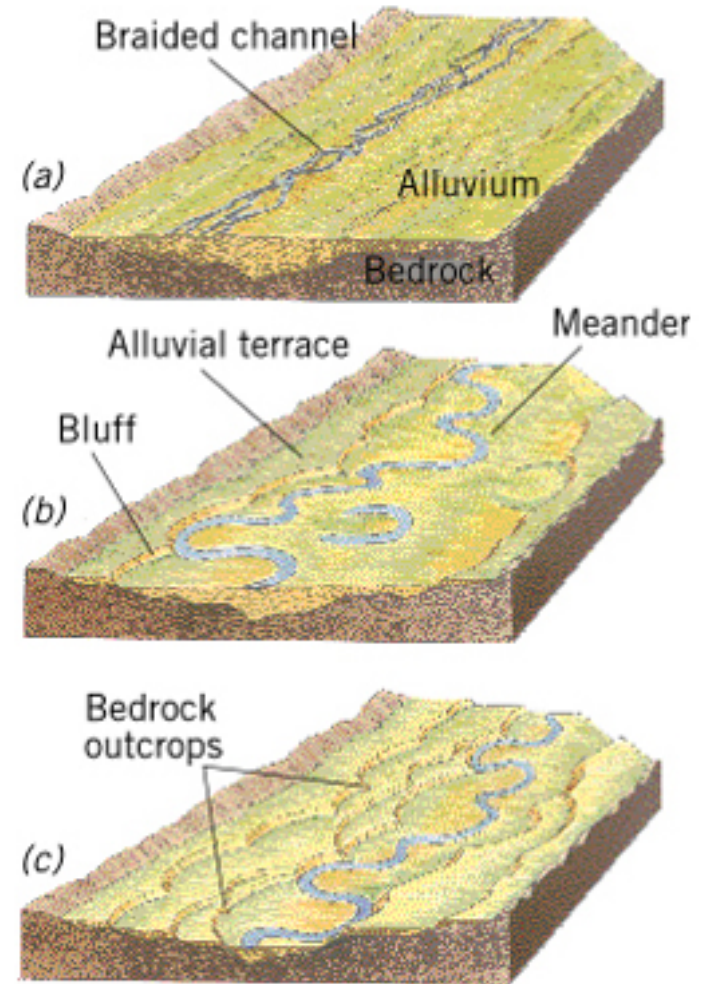 Braided channel
(a)
Alluvium
Bedrock
Alluvial terrace
Meander
Bluff
(b)
Bedrock
outcrops
(c)